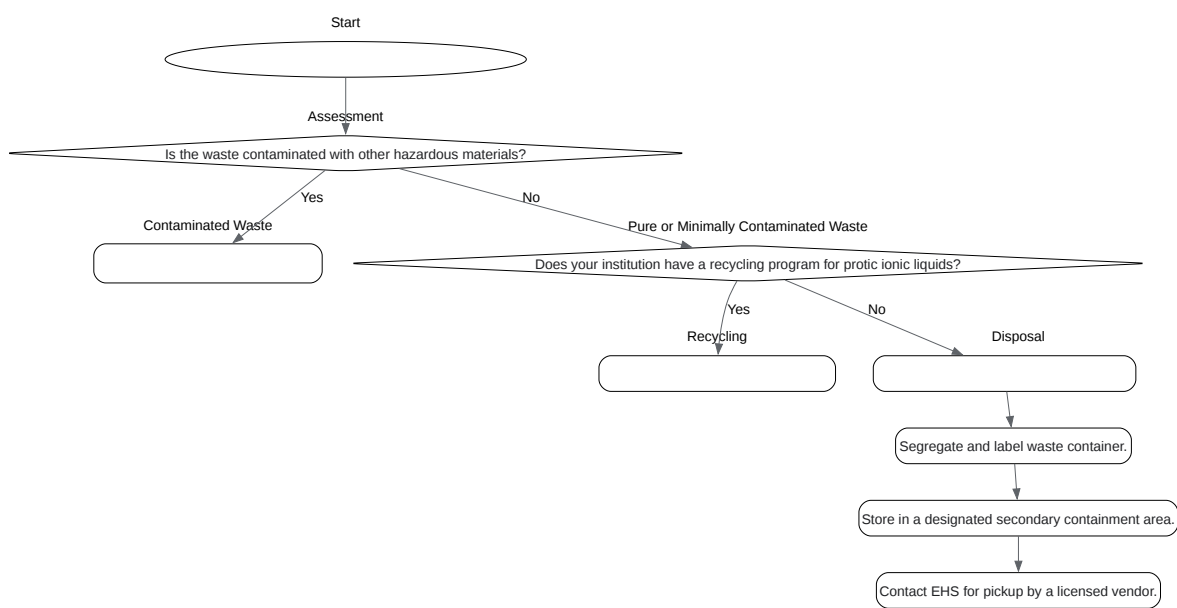 Start
Assessment
Is the waste contaminated with other hazardous materials?
Yes
No
Contaminated Waste
Pure or Minimally Contaminated Waste
Does your institution have a recycling program for protic ionic liquids?
Yes
No
Recycling
Disposal
Segregate and label waste container.
Store in a designated secondary containment area.
Contact EHS for pickup by a licensed vendor.